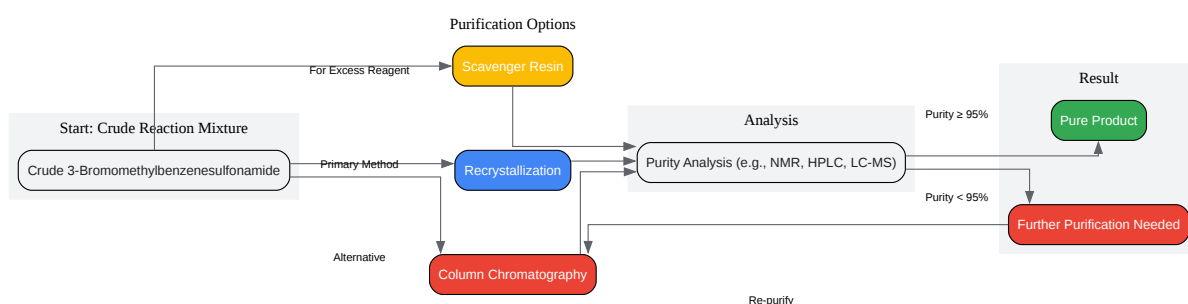 Purification Options
For Excess Reagent
Scavenger Resin
Start: Crude Reaction Mixture
Crude 3-Bromomethylbenzenesulfonamide
Primary Method
Recrystallization
Alternative
Column Chromatography
Analysis
Purity Analysis (e.g., NMR, HPLC, LC-MS)
Purity ≥ 95%
Purity < 95%
Result
Pure Product
Further Purification Needed
Re-purify